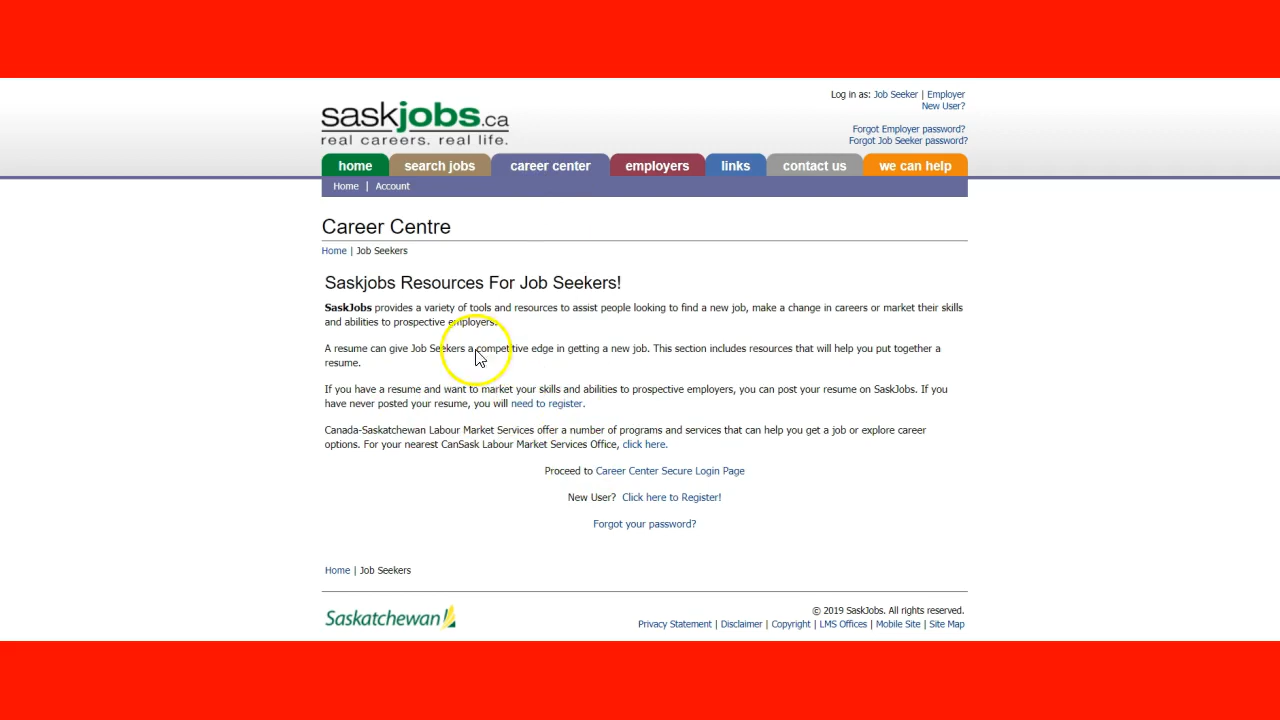 Log in as: Job Seeker | Employer
New User?
saskjobs.ca
real careers. real life.
Forgot Employer password?
Forgot Job Seeker password?
home search jobs career center employers links contact us we can help
Home | Account
Career Centre
Home | Job Seekers
Saskjobs Resources For Job Seekers!
SaskJobs provides a variety of tools and resources to assist people looking to find a new job, make a change in careers or market their skills
and abilities to prospective employers.
A resume can give Job Seekers a competitive edge in getting a new job. This section includes resources that will help you put together a
resume.
If you have a resume and want to market your skills and abilities to prospective employers, you can post your resume on SaskJobs. If you
have never posted your resume, you will need to register.
Canada-Saskatchewan Labour Market Services offer a number of programs and services that can help you get a job or explore career
options. For your nearest CanSask Labour Market Services Office, click here.
Proceed to Career Center Secure Login Page
New User? Click here to Register!
Forgot your password?
Home | Job Seekers
Saskatchewan
© 2019 SaskJobs. All rights reserved.
Privacy Statement | Disclaimer | Copyright | LMS Offices | Mobile Site | Site Map